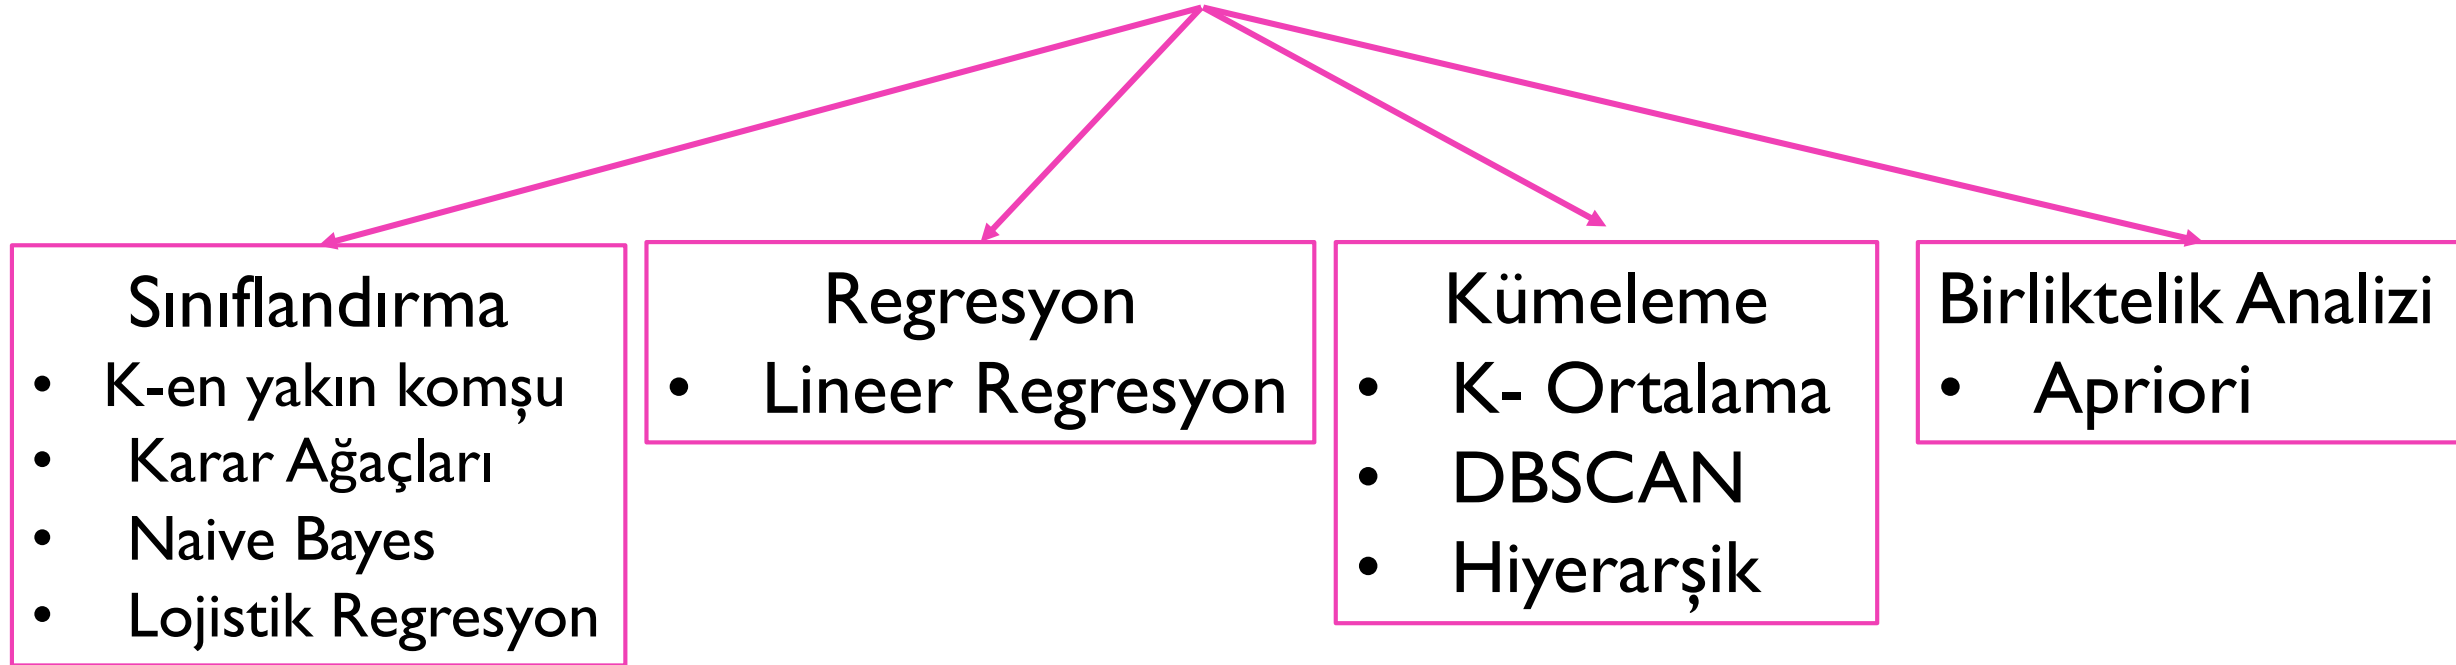 Sınıflandırma
• K-en yakın komşu
• Karar Ağaçları
• Naive Bayes
• Lojistik Regresyon
Regresyon
• Lineer Regresyon
Kümeleme
• K- Ortalama
• DBSCAN
• Hiyerarşik
Birliktelik Analizi
• Apriori